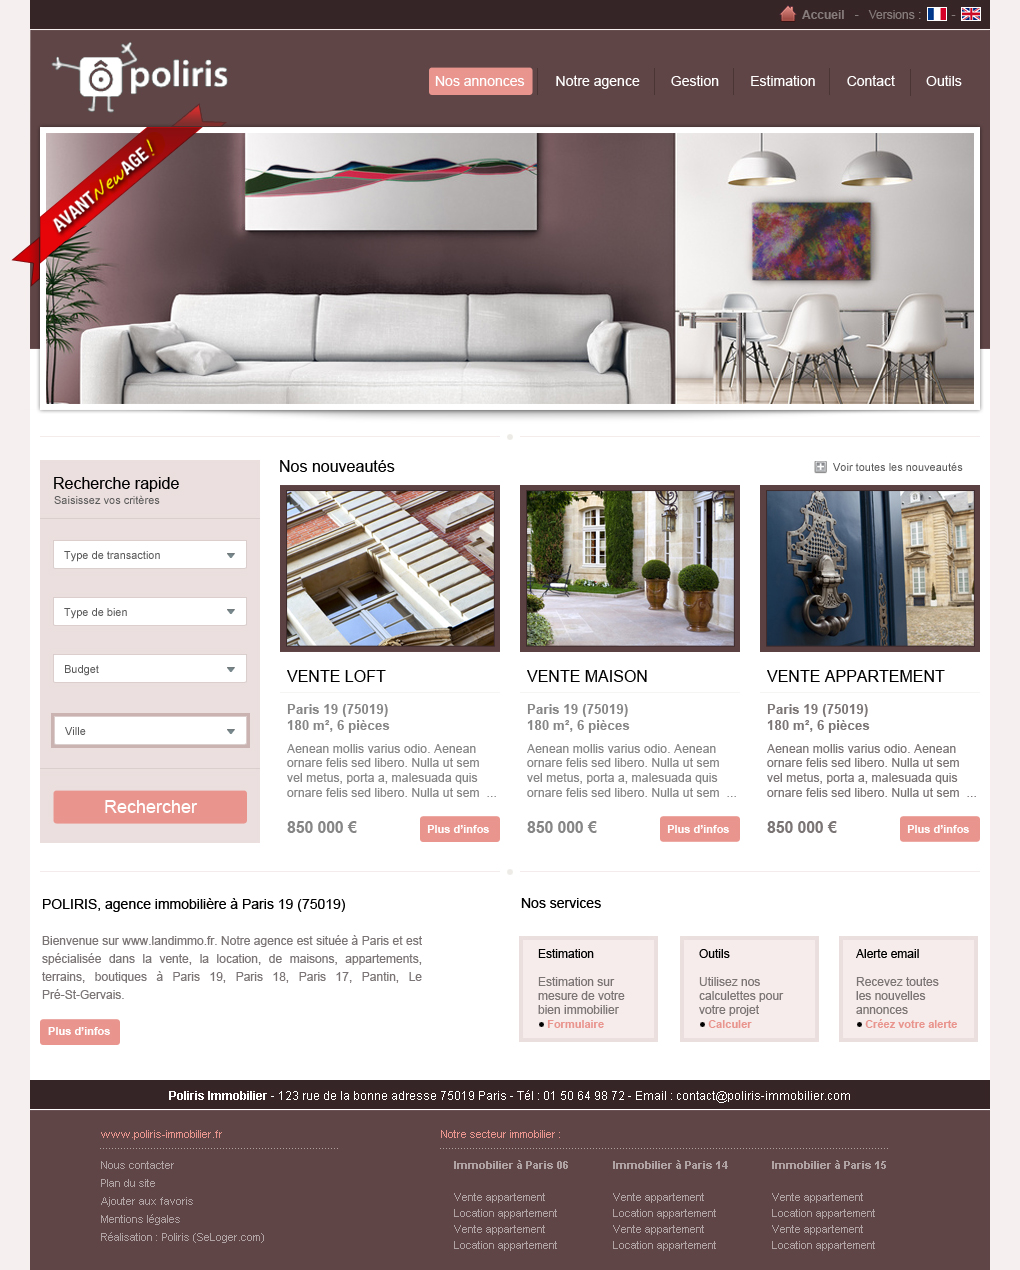 Accueil - Versions : -
poliris
Nos annonces Notre agence Gestion Estimation Contact Outils
AVANT New AGE !
Recherche rapide
Saisissez vos critères
Type de transaction
Type de bien
Budget
Ville
Rechercher
Nos nouveautés
Voir toutes les nouveautés
VENTE LOFT
Paris 19 (75019)
180 m², 6 pièces
Aenean mollis varius odio. Aenean
ornare felis sed libero. Nulla ut sem
vel metus, porta a, malesuada quis
ornare felis sed libero. Nulla ut sem ...
850 000 €
Plus d'infos
VENTE MAISON
Paris 19 (75019)
180 m², 6 pièces
Aenean mollis varius odio. Aenean
ornare felis sed libero. Nulla ut sem
vel metus, porta a, malesuada quis
ornare felis sed libero. Nulla ut sem ...
850 000 €
Plus d'infos
VENTE APPARTEMENT
Paris 19 (75019)
180 m², 6 pièces
Aenean mollis varius odio. Aenean
ornare felis sed libero. Nulla ut sem
vel metus, porta a, malesuada quis
ornare felis sed libero. Nulla ut sem ...
850 000 €
Plus d'infos
POLIRIS, agence immobilière à Paris 19 (75019)
Bienvenue sur www.landimmo.fr. Notre agence est située à Paris et est
spécialisée dans la vente, la location, de maisons, appartements,
terrains, boutiques à Paris 19, Paris 18, Paris 17, Pantin, Le
Pré-St-Gervais.
Plus d'infos
Nos services
Estimation
Estimation sur
mesure de votre
bien immobilier
• Formulaire
Outils
Utilisez nos
calculettes pour
votre projet
• Calculer
Alerte email
Recevez toutes
les nouvelles
annonces
• Créez votre alerte
Poliris Immobilier - 123 rue de la bonne adresse 75019 Paris - Tél : 01 50 64 98 72 - Email : contact@poliris-immobilier.com
www.poliris-immobilier.fr
Nous contacter
Plan du site
Ajouter aux favoris
Mentions légales
Réalisation : Poliris (SeLoger.com)
Notre secteur immobilier :
Immobilier à Paris 06
Vente appartement
Location appartement
Vente appartement
Location appartement
Immobilier à Paris 14
Vente appartement
Location appartement
Vente appartement
Location appartement
Immobilier à Paris 15
Vente appartement
Location appartement
Vente appartement
Location appartement